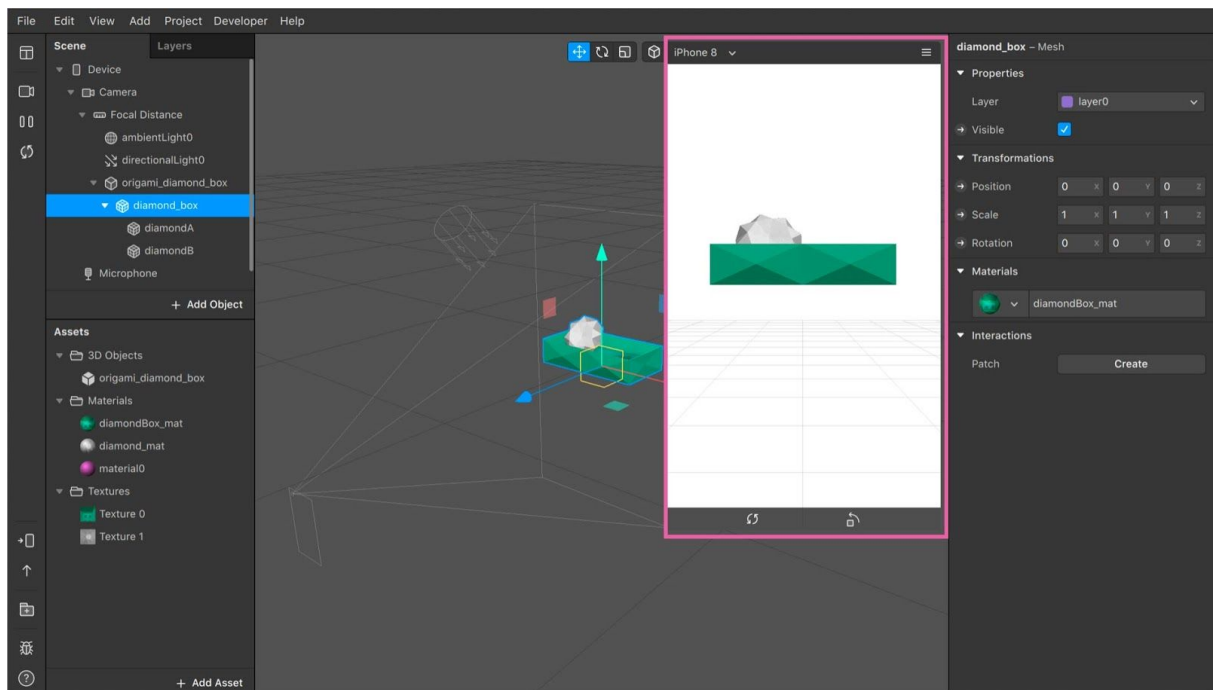 File Edit View Add Project Developer Help
Scene Layers
Device
Camera
Focal Distance
ambientLight0
directionalLight0
origami_diamond_box
diamond_box
diamondA
diamondB
Microphone
+ Add Object
Assets
3D Objects
origami_diamond_box
Materials
diamondBox_mat
diamond_mat
material0
Textures
Texture 0
Texture 1
+ Add Asset
iPhone 8
diamond_box – Mesh
Properties
Layer layer0
Visible
Transformations
Position 0 X 0 Y 0 Z
Scale 1 X 1 Y 1 Z
Rotation 0 X 0 Y 0 Z
Materials
diamondBox_mat
Interactions
Patch Create